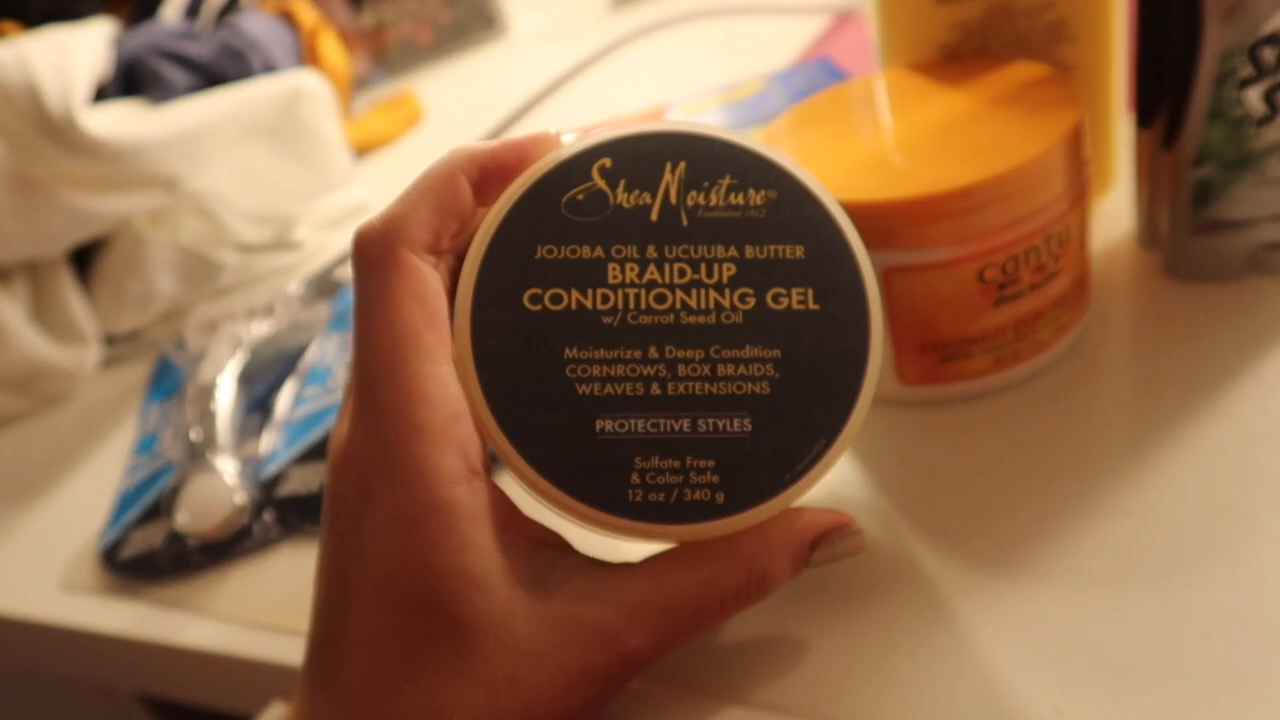 SheaMoisture®
Established 1912
JOJOBA OIL & UCUUBA BUTTER
BRAID-UP
CONDITIONING GEL
w/ Carrot Seed Oil
Moisturize & Deep Condition
CORNROWS, BOX BRAIDS,
WEAVES & EXTENSIONS
PROTECTIVE STYLES
Sulfate Free
& Color Safe
12 oz / 340 g
cantu